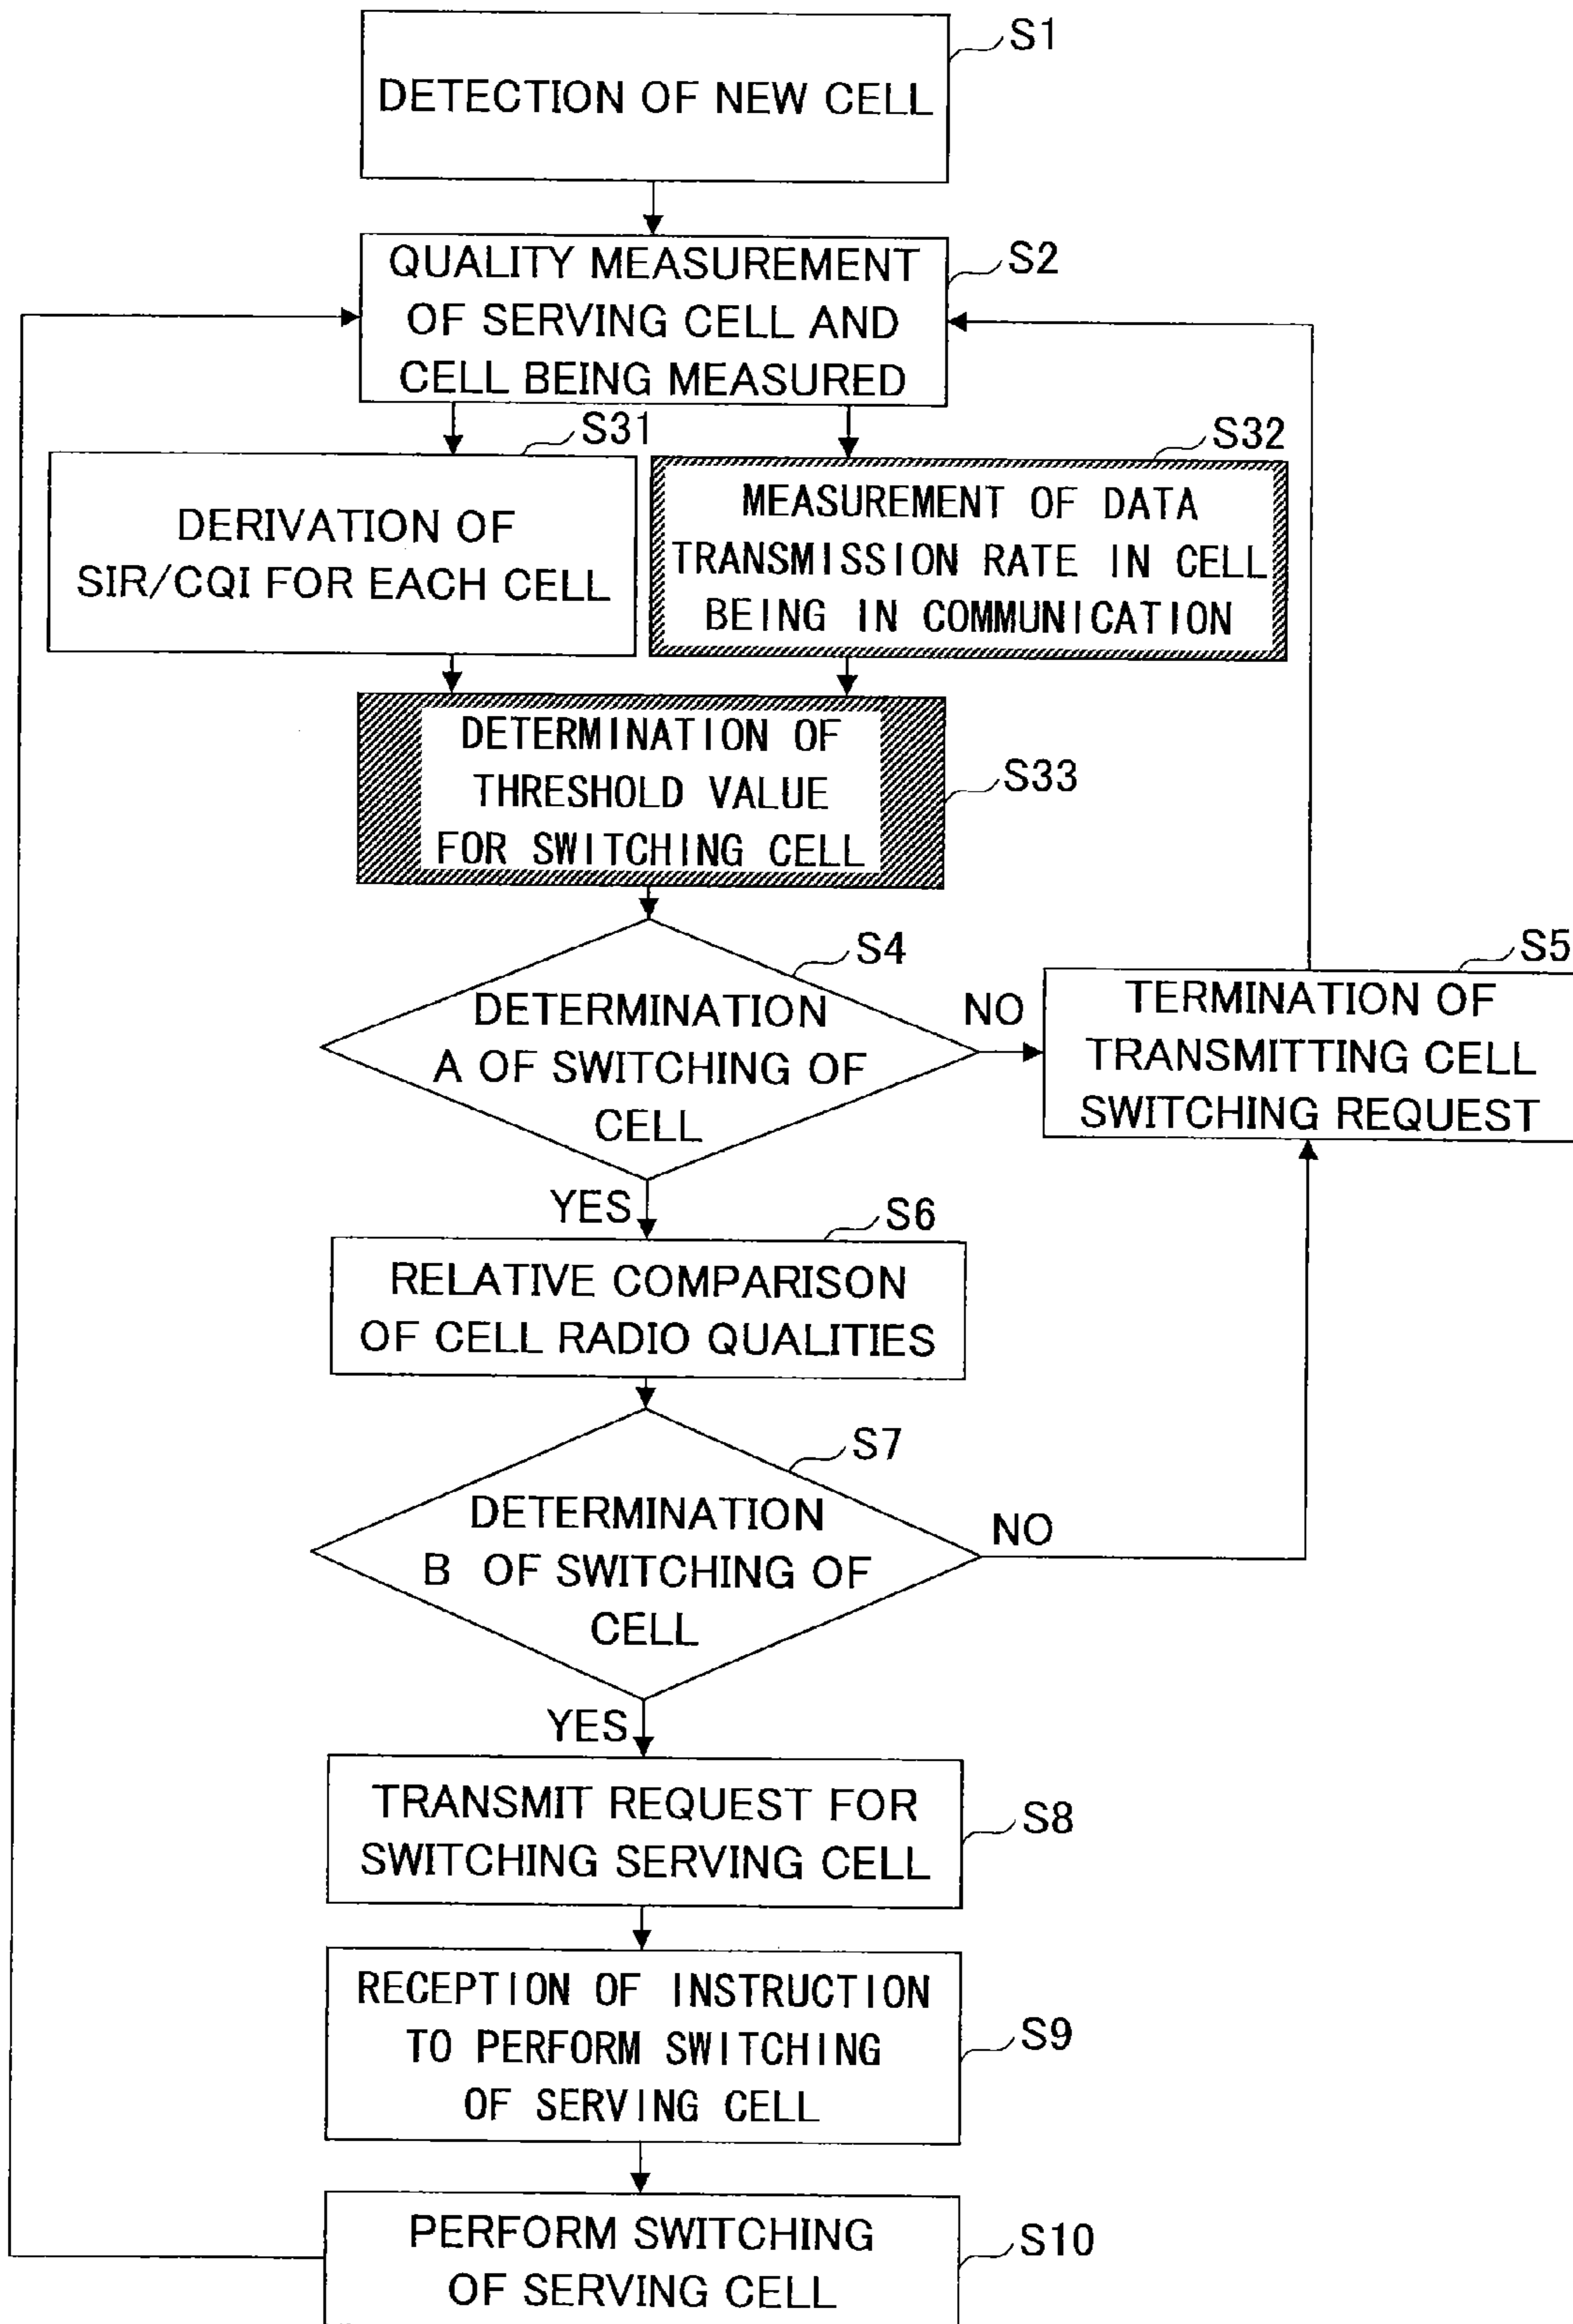 S1
DETECTION OF NEW CELL
S2
QUALITY MEASUREMENT
OF SERVING CELL AND
CELL BEING MEASURED
S31
DERIVATION OF
SIR/CQI FOR EACH CELL
S32
MEASUREMENT OF DATA
TRANSMISSION RATE IN CELL
BEING IN COMMUNICATION
S33
DETERMINATION OF
THRESHOLD VALUE
FOR SWITCHING CELL
S4
DETERMINATION
A OF SWITCHING OF
CELL
NO
S5
TERMINATION OF
TRANSMITTING CELL
SWITCHING REQUEST
YES
S6
RELATIVE COMPARISON
OF CELL RADIO QUALITIES
S7
DETERMINATION
B OF SWITCHING OF
CELL
NO
YES
S8
TRANSMIT REQUEST FOR
SWITCHING SERVING CELL
S9
RECEPTION OF INSTRUCTION
TO PERFORM SWITCHING
OF SERVING CELL
S10
PERFORM SWITCHING
OF SERVING CELL